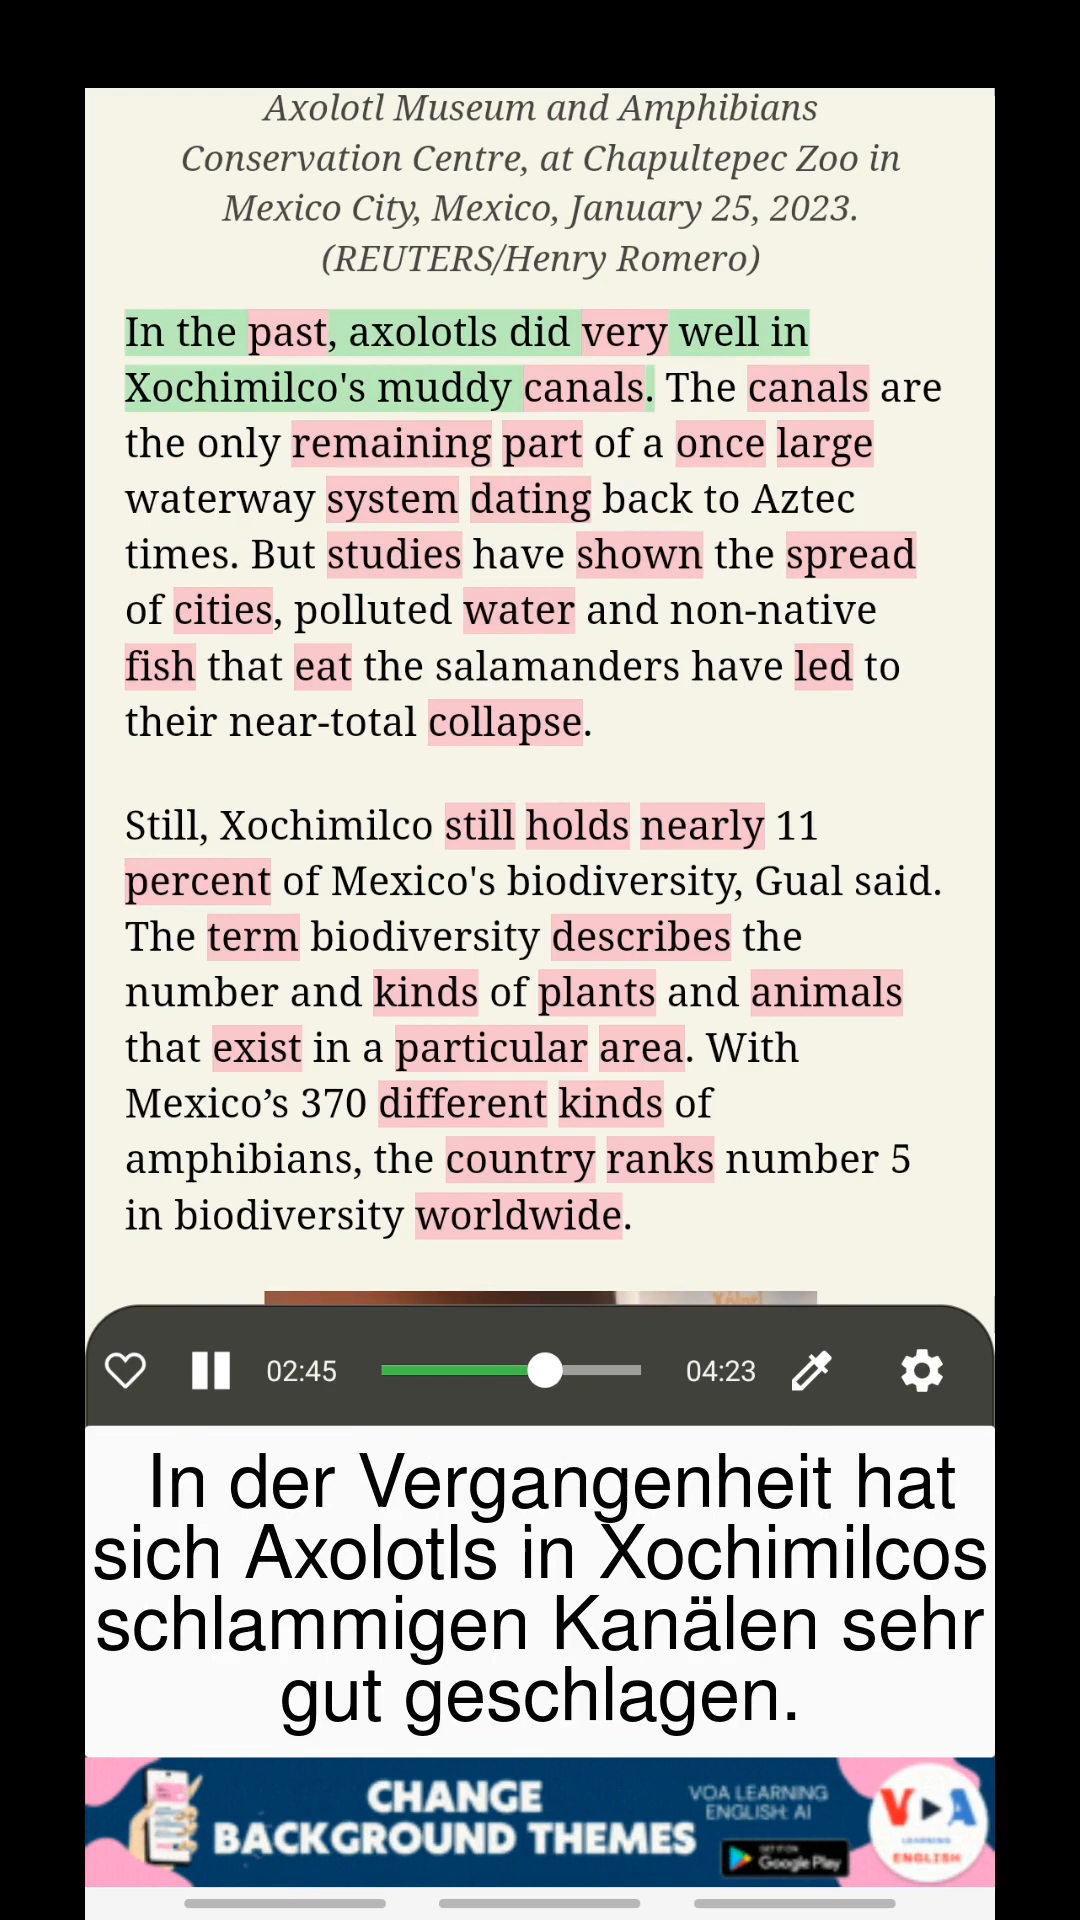 Axolotl Museum and Amphibians
Conservation Centre, at Chapultepec Zoo in
Mexico City, Mexico, January 25, 2023.
(REUTERS/Henry Romero)
In the past, axolotls did very well in
Xochimilco's muddy canals. The canals are
the only remaining part of a once large
waterway system dating back to Aztec
times. But studies have shown the spread
of cities, polluted water and non-native
fish that eat the salamanders have led to
their near-total collapse.
Still, Xochimilco still holds nearly 11
percent of Mexico's biodiversity, Gual said.
The term biodiversity describes the
number and kinds of plants and animals
that exist in a particular area. With
Mexico’s 370 different kinds of
amphibians, the country ranks number 5
in biodiversity worldwide.
02:45 04:23
In der Vergangenheit hat
sich Axolotls in Xochimilcos
schlammigen Kanälen sehr
gut geschlagen.
CHANGE
BACKGROUND THEMES
VOA LEARNING
ENGLISH: AI
GET IT ON
Google Play
VOA
LEARNING
ENGLISH